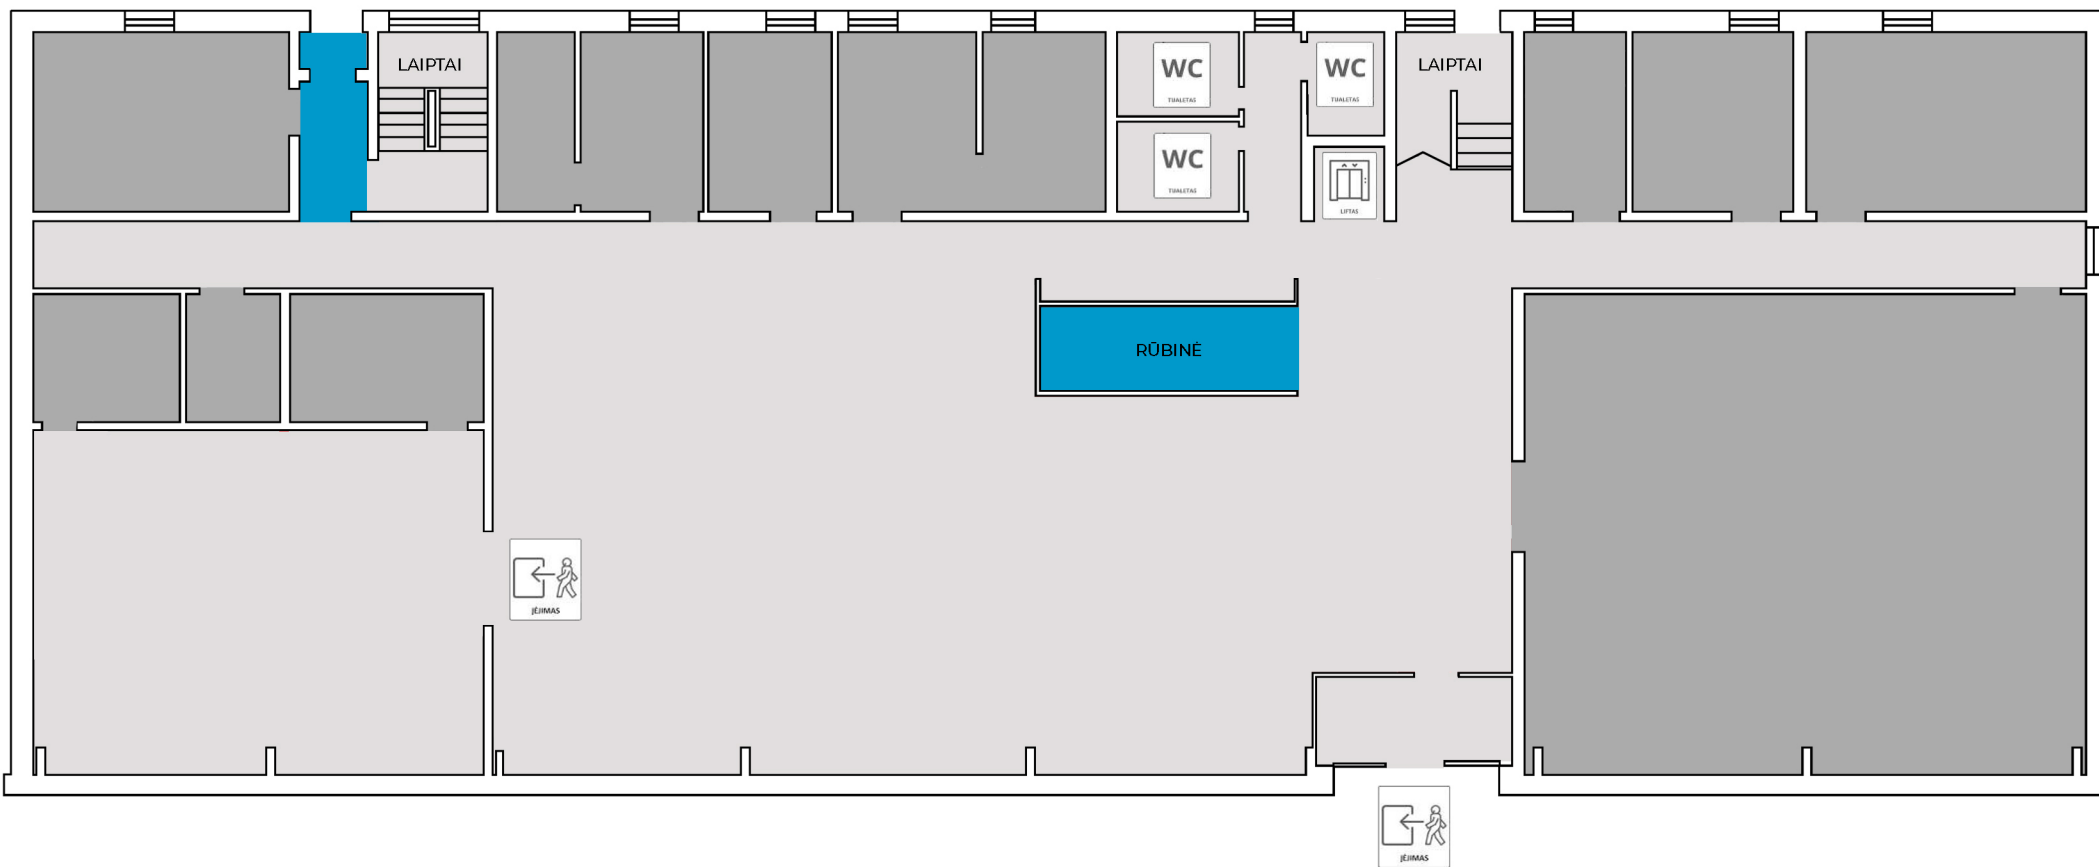 LAIPTAI
WC
TUALETAS
WC
TUALETAS
LAIPTAI
WC
TUALETAS
LIFTAS
RŪBINĖ
ĮĖJIMAS
ĮĖJIMAS